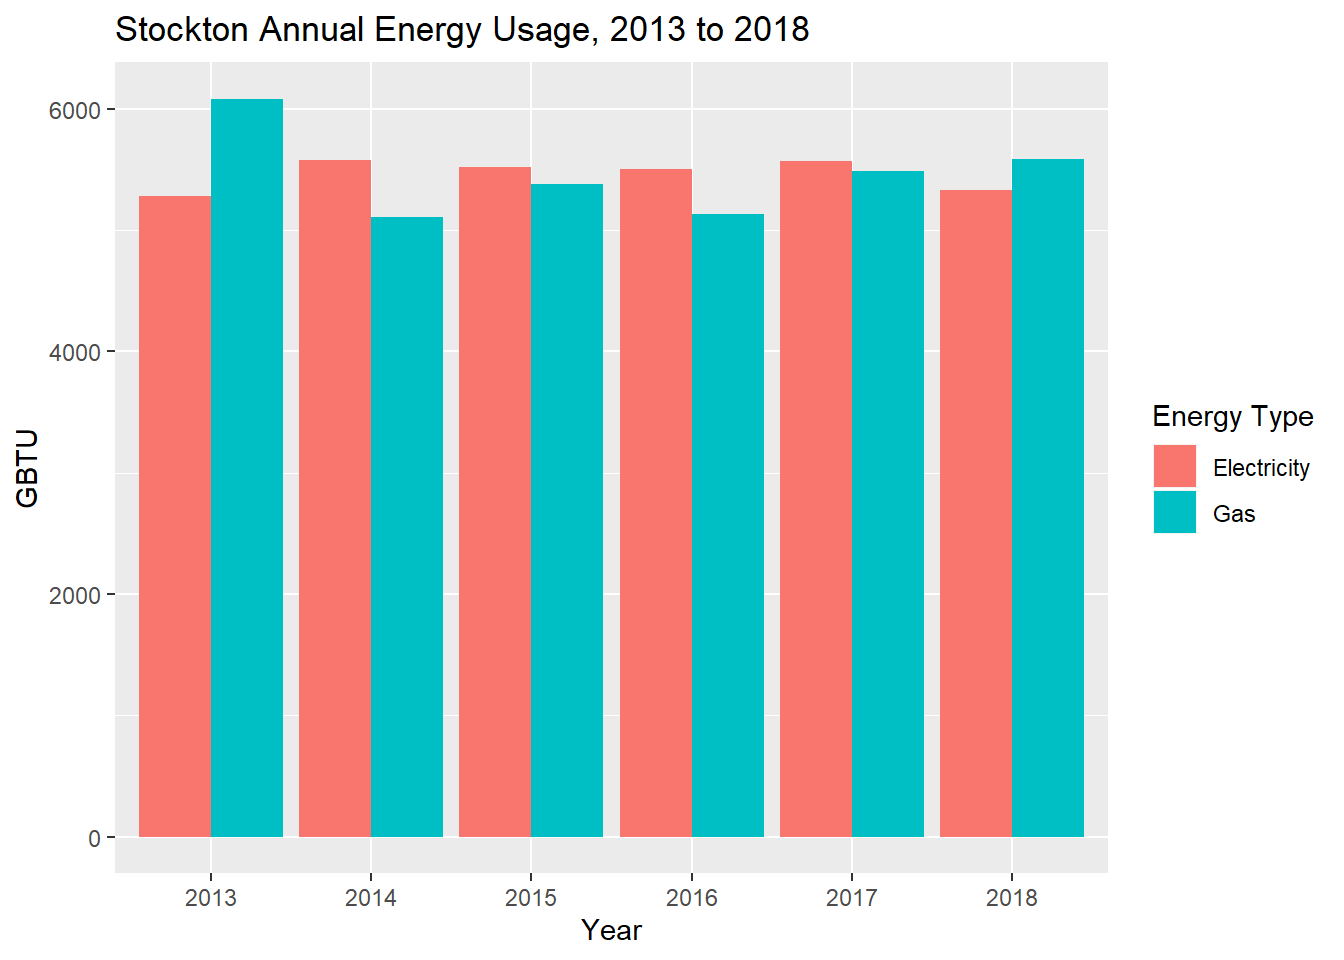 Stockton Annual Energy Usage, 2013 to 2018
6000
4000
2000
0
GBTU
2013 2014 2015 2016 2017 2018
Year
Energy Type
Electricity
Gas